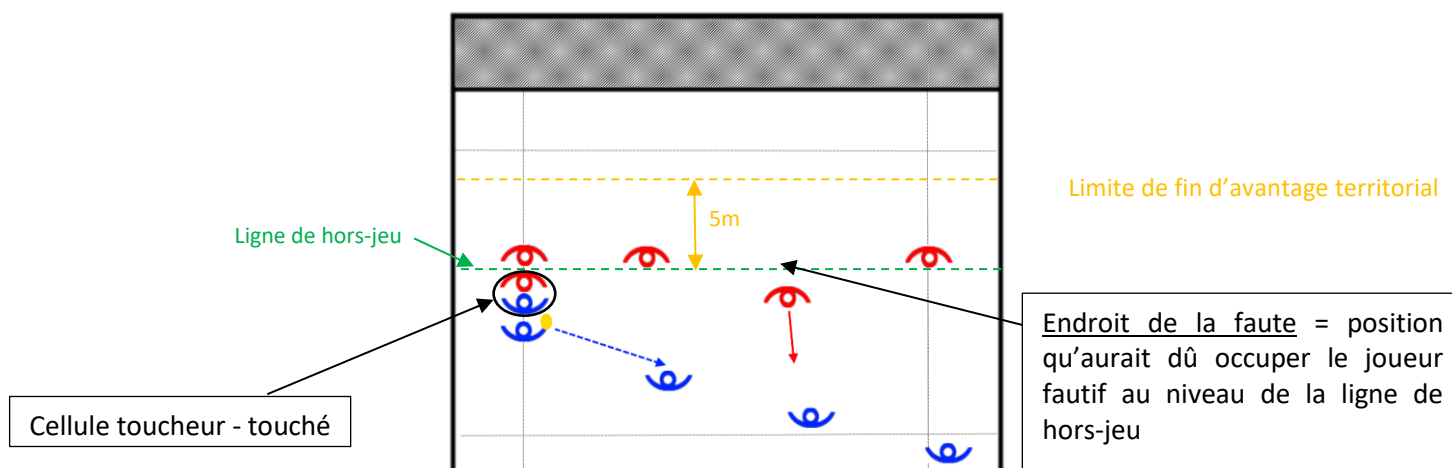 Limite de fin d’avantage territorial
5m
Ligne de hors-jeu
Endroit de la faute = position
qu’aurait dû occuper le joueur
fautif au niveau de la ligne de
hors-jeu
Cellule toucheur - touché